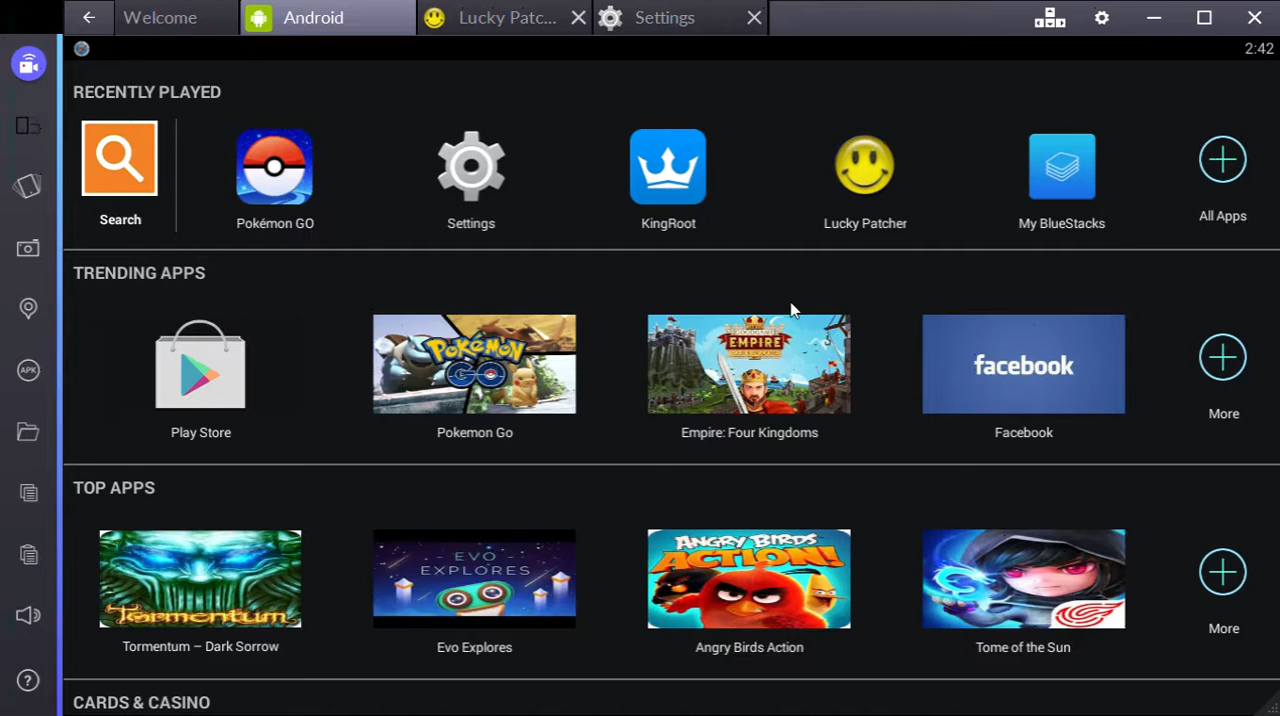 Welcome Android Lucky Patc... Settings
2:42
RECENTLY PLAYED
Search Pokémon GO Settings KingRoot Lucky Patcher My BlueStacks All Apps
TRENDING APPS
POKÉMON GO EMPIRE facebook
Play Store Pokemon Go Empire: Four Kingdoms Facebook More
TOP APPS
APK
Tormentum EVO EXPLORES ANGRY BIRDS ACTION!
Tormentum – Dark Sorrow Evo Explores Angry Birds Action Tome of the Sun More
CARDS & CASINO